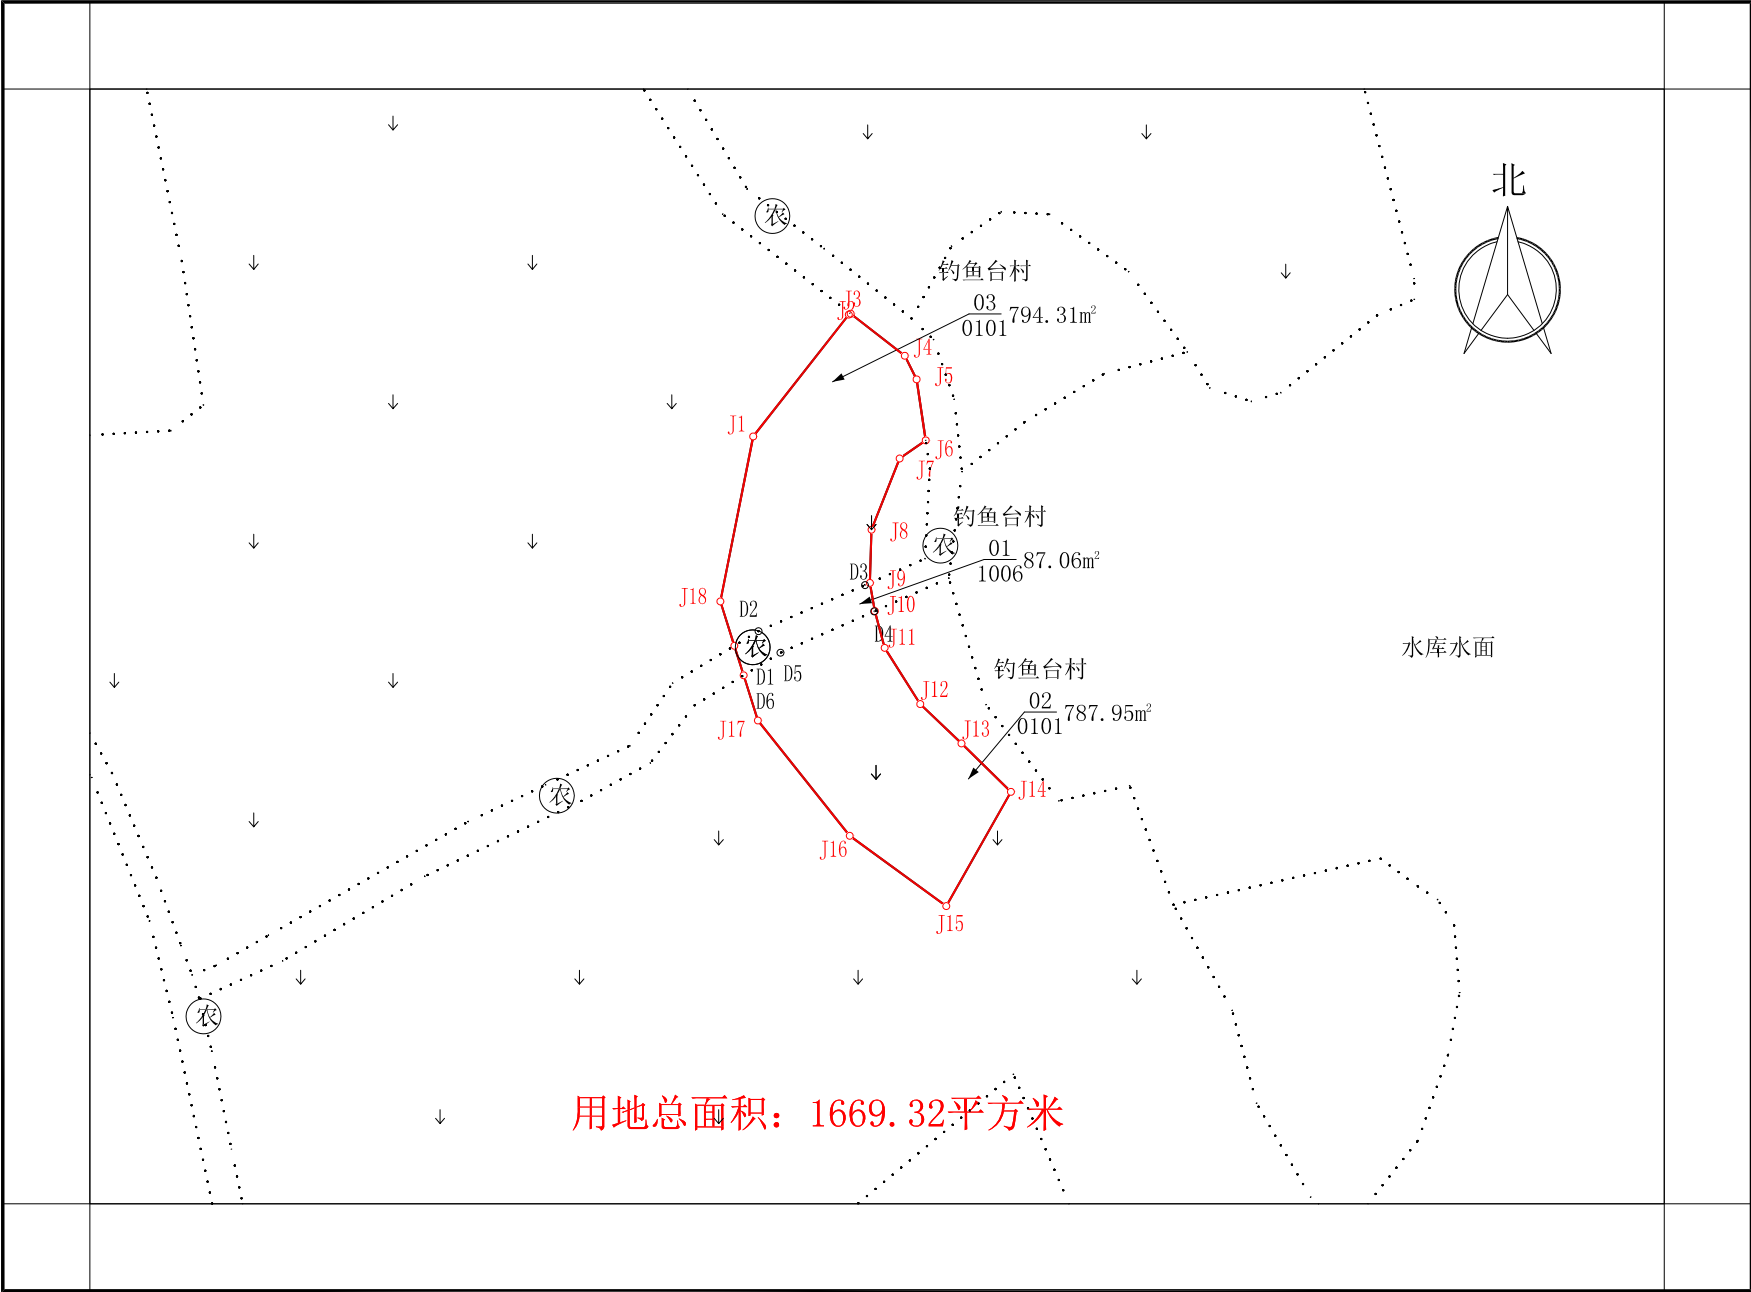 北
农
钓鱼台村
03
0101
794.31m²
J3
J2
J4
J5
J1
J6
J7
钓鱼台村
01
1006
87.06m²
农
J8
D3
J9
J10
J18
D2
D4
J11
农
水库水面
D1
D5
钓鱼台村
02
0101
787.95m²
J12
D6
J17
J13
J14
农
J16
J15
农
用地总面积：1669.32平方米